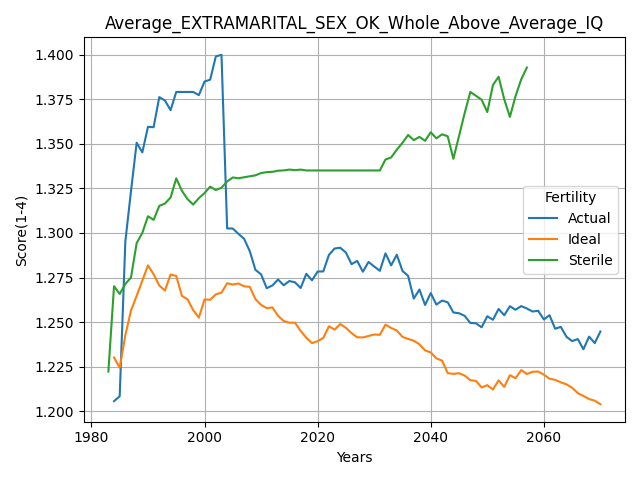 Average_EXTRAMARITAL_SEX_OK_Whole_Above_Average_IQ
Score(1-4)
1.400
1.375
1.350
1.325
1.300
1.275
1.250
1.225
1.200
Fertility
Actual
Ideal
Sterile
1980 2000 2020 2040 2060
Years